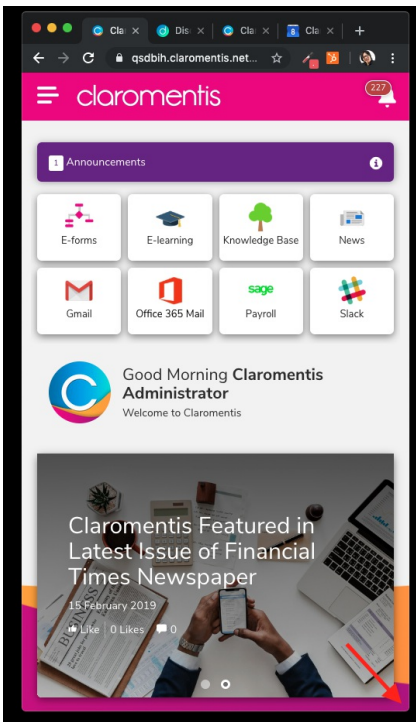 Cla
Dis
Cla
Cla
qsdbih.claromentis.net...
claromentis
227
1 Announcements
E-forms
E-learning
Knowledge Base
News
Gmail
Office 365 Mail
sage
Payroll
Slack
Good Morning Claromentis
Administrator
Welcome to Claromentis
Claromentis Featured in
Latest Issue of Financial
Times Newspaper
15 February 2019
Like 0 Likes 0
BUSINESS